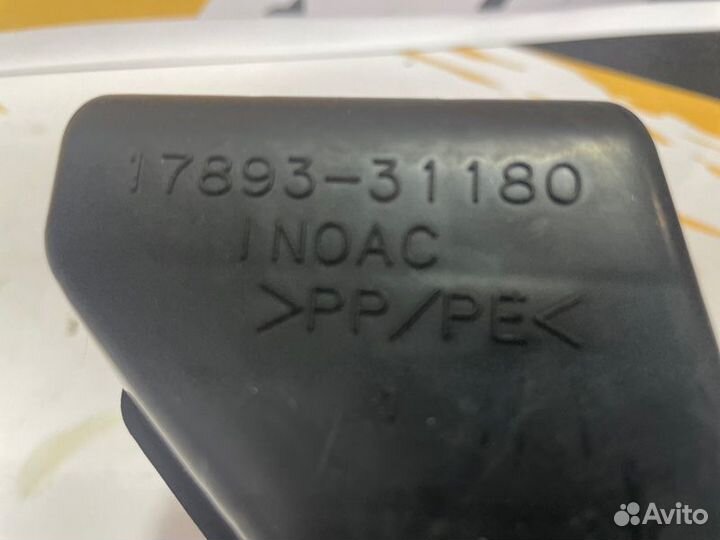 17893-31180
INOAC
>PP/PE<
Avito